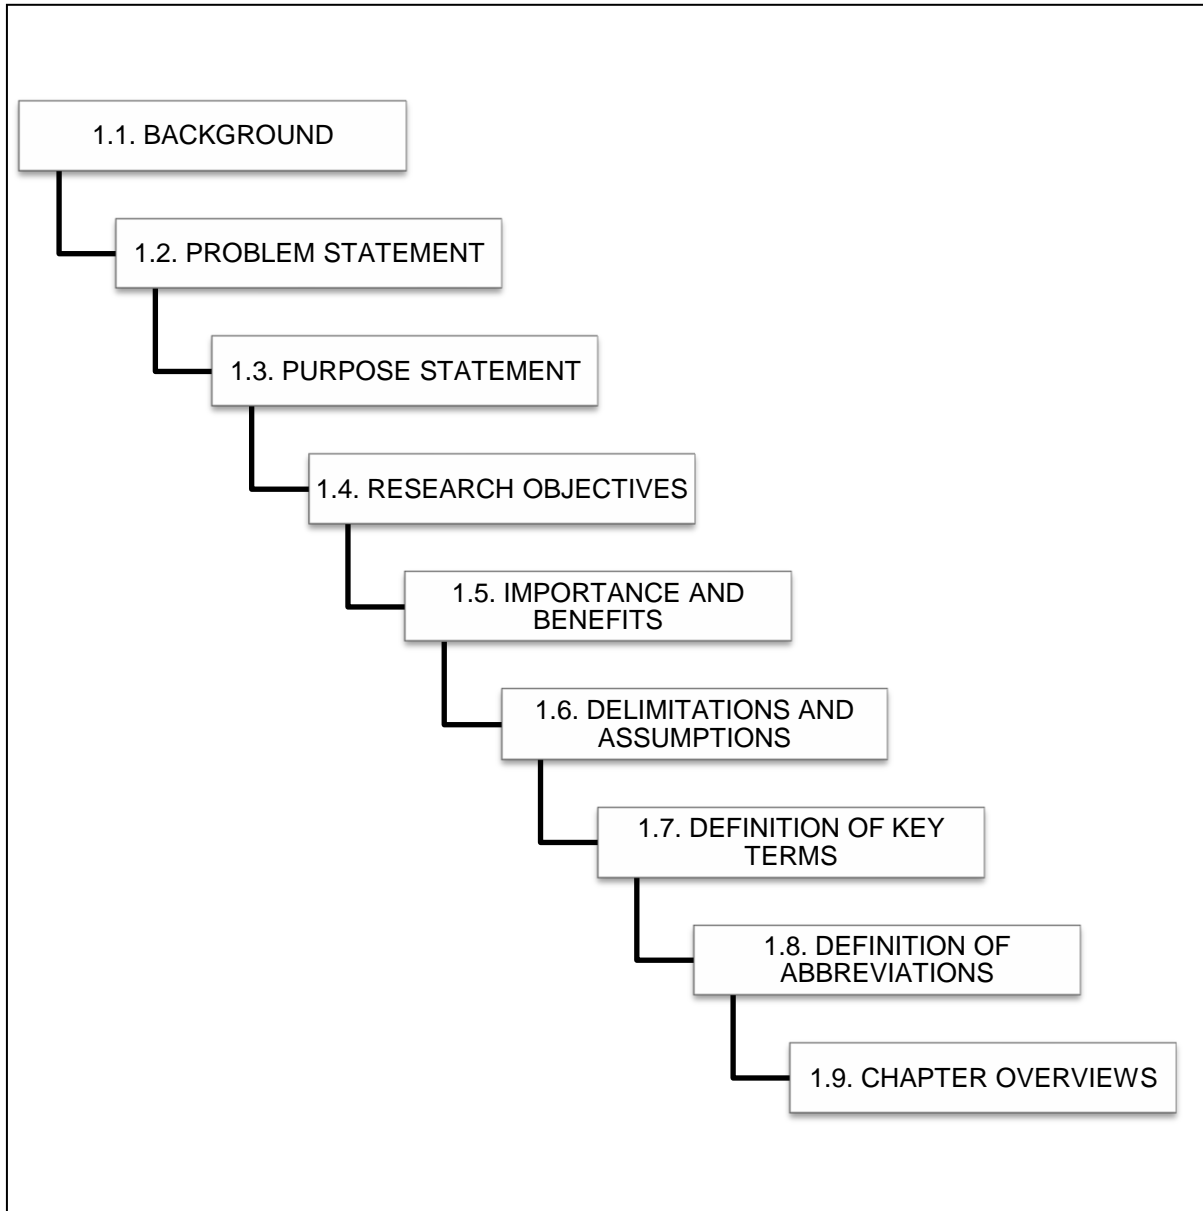 1.1. BACKGROUND
1.2. PROBLEM STATEMENT
1.3. PURPOSE STATEMENT
1.4. RESEARCH OBJECTIVES
1.5. IMPORTANCE AND
BENEFITS
1.6. DELIMITATIONS AND
ASSUMPTIONS
1.7. DEFINITION OF KEY
TERMS
1.8. DEFINITION OF
ABBREVIATIONS
1.9. CHAPTER OVERVIEWS